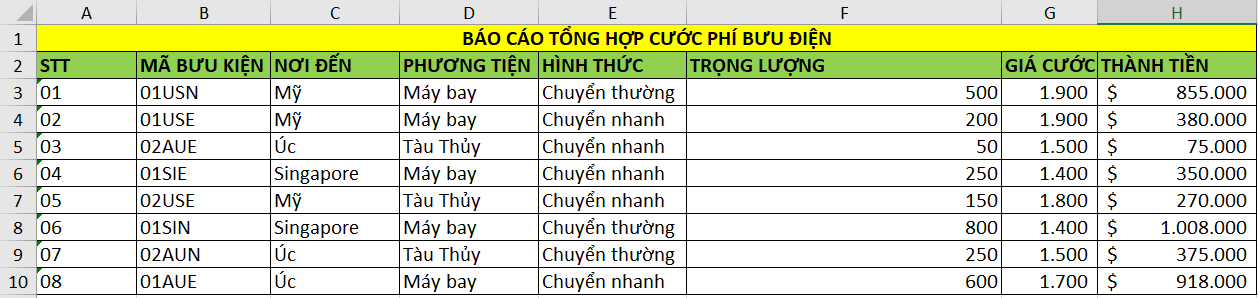 A B C D E F G H
1 BÁO CÁO TỔNG HỢP CƯỚC PHÍ BƯU ĐIỆN
2 STT MÃ BƯU KIỆN NƠI ĐẾN PHƯƠNG TIỆN HÌNH THỨC TRỌNG LƯỢNG GIÁ CƯỚC THÀNH TIỀN
3 01 01USN Mỹ Máy bay Chuyển thường 500 1.900 $ 855.000
4 02 01USE Mỹ Máy bay Chuyển nhanh 200 1.900 $ 380.000
5 03 02AUE Úc Tàu Thủy Chuyển nhanh 50 1.500 $ 75.000
6 04 01SIE Singapore Máy bay Chuyển nhanh 250 1.400 $ 350.000
7 05 02USE Mỹ Tàu Thủy Chuyển nhanh 150 1.800 $ 270.000
8 06 01SIN Singapore Máy bay Chuyển thường 800 1.400 $ 1.008.000
9 07 02AUN Úc Tàu Thủy Chuyển thường 250 1.500 $ 375.000
10 08 01AUE Úc Máy bay Chuyển nhanh 600 1.700 $ 918.000